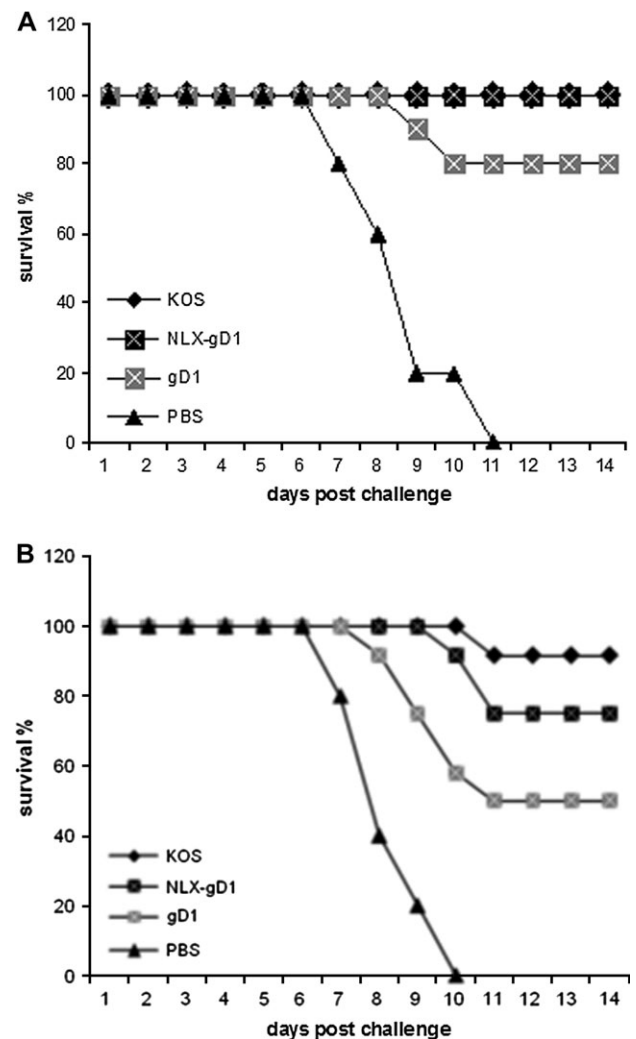 A
120
100
80
60
40
20
0
survival %
KOS
NLX-gD1
gD1
PBS
1 2 3 4 5 6 7 8 9 10 11 12 13 14
days post challenge
B
120
100
80
60
40
20
0
survival %
KOS
NLX-gD1
gD1
PBS
1 2 3 4 5 6 7 8 9 10 11 12 13 14
days post challenge